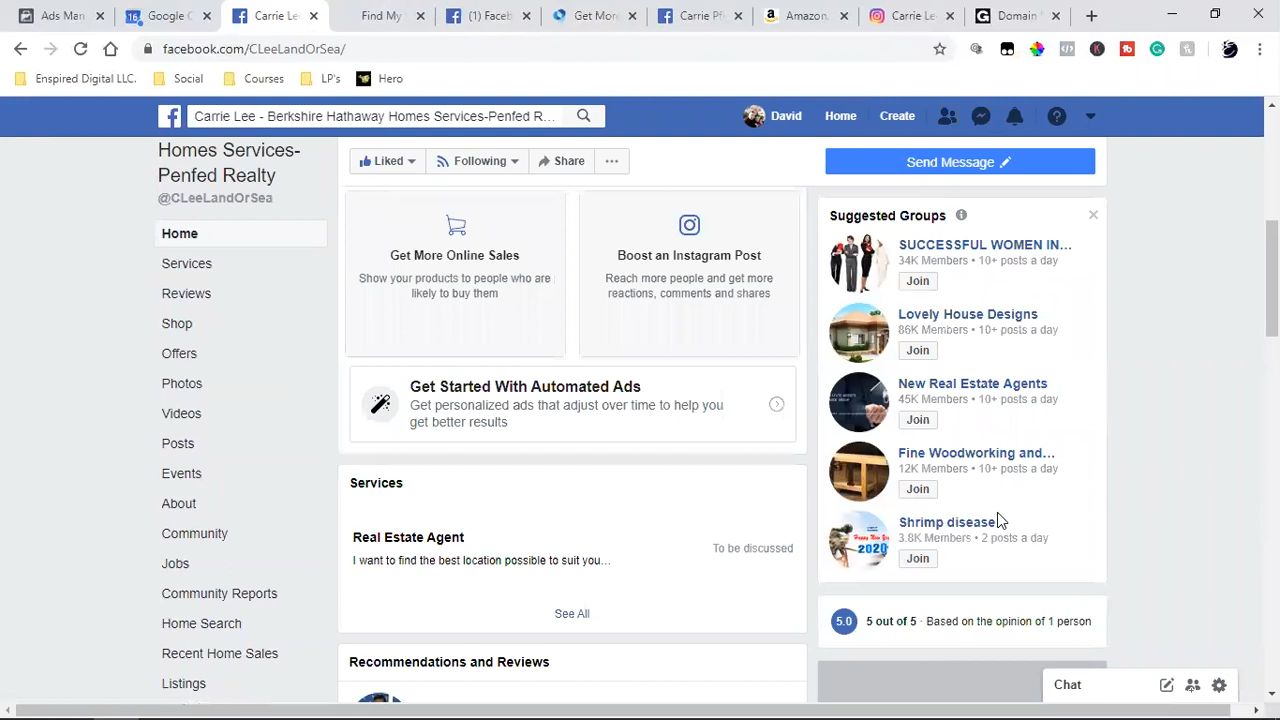 Ads Man
16
Google C
Carrie Le
Find My
(1) Faceb
Get More
Carrie P
Amazon
Carrie Le
Domain
facebook.com/CLeeLandOrSea/
Enspired Digital LLC.
Social
Courses
LP's
Hero
Carrie Lee - Berkshire Hathaway Homes Services-Penfed R...
David
Home
Create
Homes Services-
Penfed Realty
@CLeeLandOrSea
Home
Services
Reviews
Shop
Offers
Photos
Videos
Posts
Events
About
Community
Jobs
Community Reports
Home Search
Recent Home Sales
Listings
Liked
Following
Share
...
Send Message
Get More Online Sales
Show your products to people who are
likely to buy them
Boost an Instagram Post
Reach more people and get more
reactions, comments and shares
Get Started With Automated Ads
Get personalized ads that adjust over time to help you
get better results
Services
Real Estate Agent
I want to find the best location possible to suit you...
To be discussed
See All
Recommendations and Reviews
Suggested Groups
SUCCESSFUL WOMEN IN...
34K Members • 10+ posts a day
Join
Lovely House Designs
86K Members • 10+ posts a day
Join
New Real Estate Agents
45K Members • 10+ posts a day
Join
Fine Woodworking and...
12K Members • 10+ posts a day
Join
Shrimp disease
3.8K Members • 2 posts a day
Join
2020
5.0
5 out of 5 · Based on the opinion of 1 person
Chat